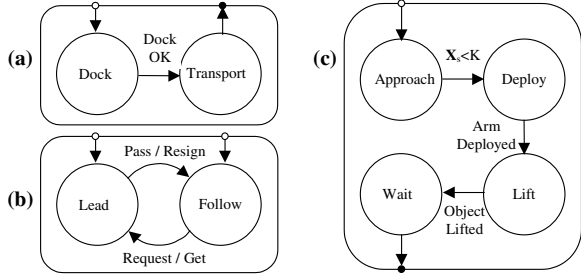 (a)
Dock
Dock
OK
Transport
(b)
Pass / Resign
Lead
Follow
Request / Get
(c)
Approach
Xs<K
Deploy
Arm
Deployed
Wait
Lift
Object
Lifted